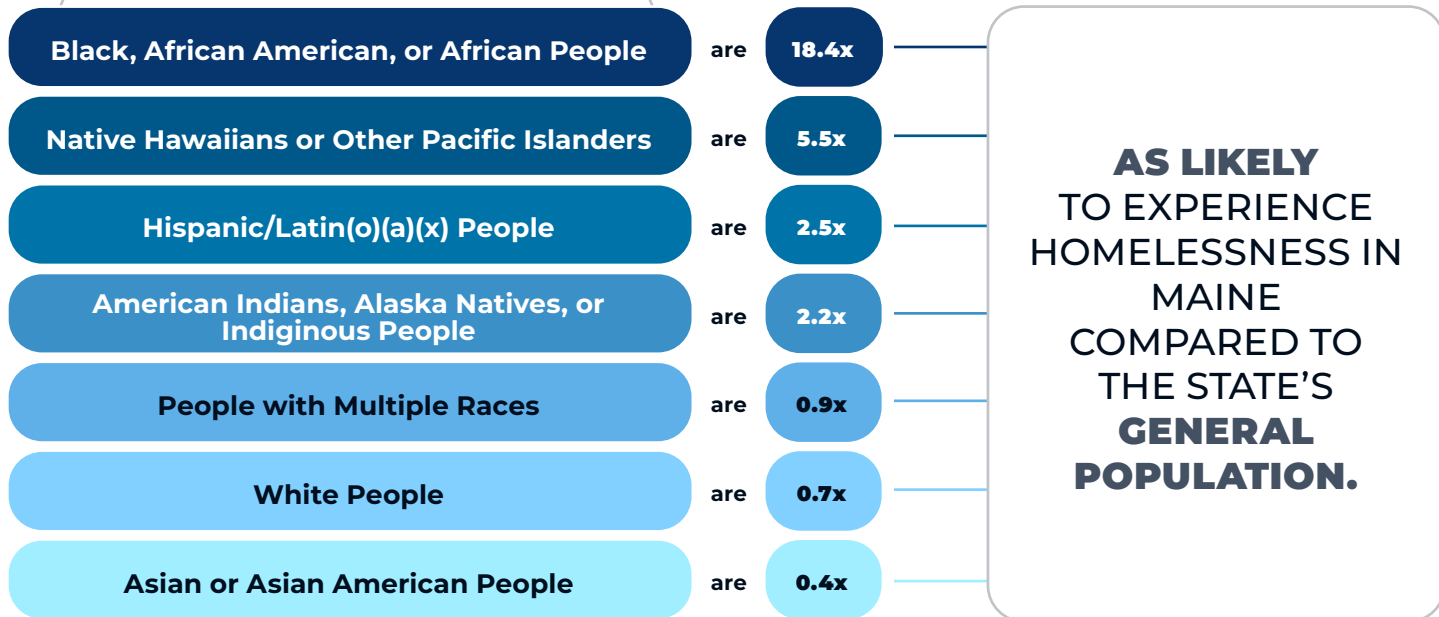 Black, African American, or African People are 18.4x
Native Hawaiians or Other Pacific Islanders are 5.5x
Hispanic/Latin(o)(a)(x) People are 2.5x
American Indians, Alaska Natives, or
Indiginous People are 2.2x
People with Multiple Races are 0.9x
White People are 0.7x
Asian or Asian American People are 0.4x
AS LIKELY
TO EXPERIENCE
HOMELESSNESS IN
MAINE
COMPARED TO
THE STATE’S
GENERAL
POPULATION.